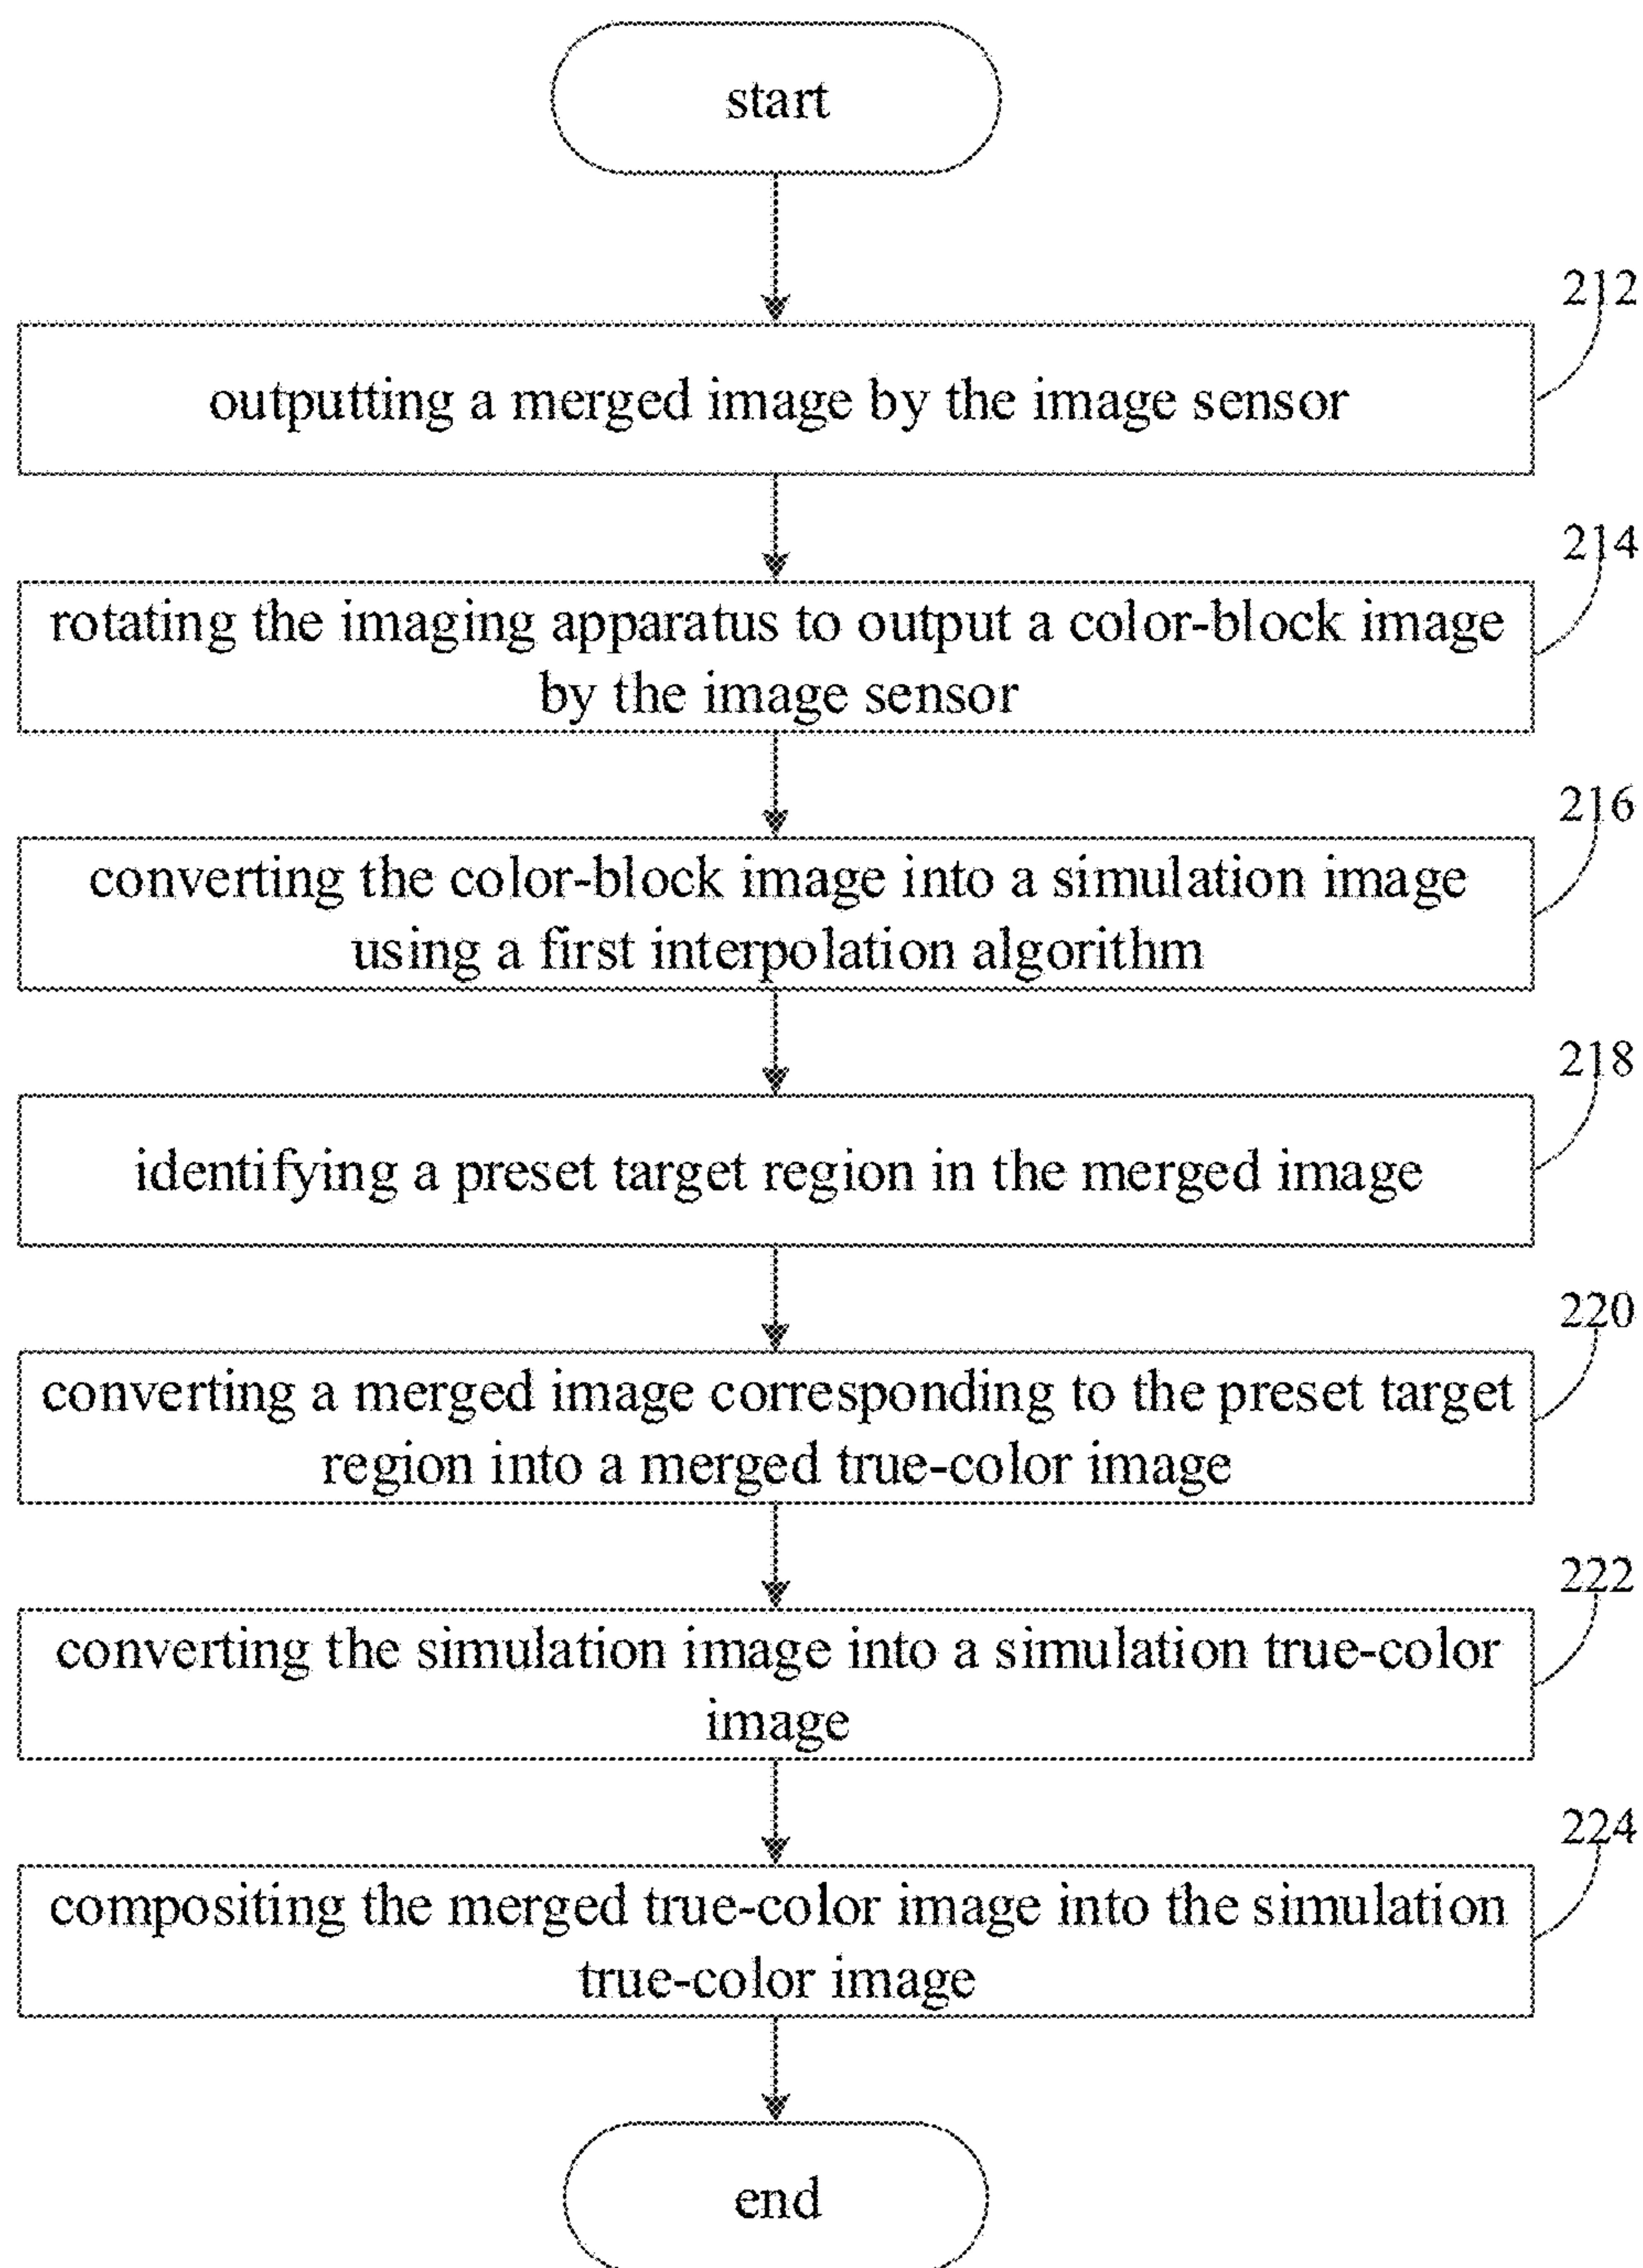 start
212
outputting a merged image by the image sensor
214
rotating the imaging apparatus to output a color-block image
by the image sensor
216
converting the color-block image into a simulation image
using a first interpolation algorithm
218
identifying a preset target region in the merged image
220
converting a merged image corresponding to the preset target
region into a merged true-color image
222
converting the simulation image into a simulation true-color
image
224
compositing the merged true-color image into the simulation
true-color image
end